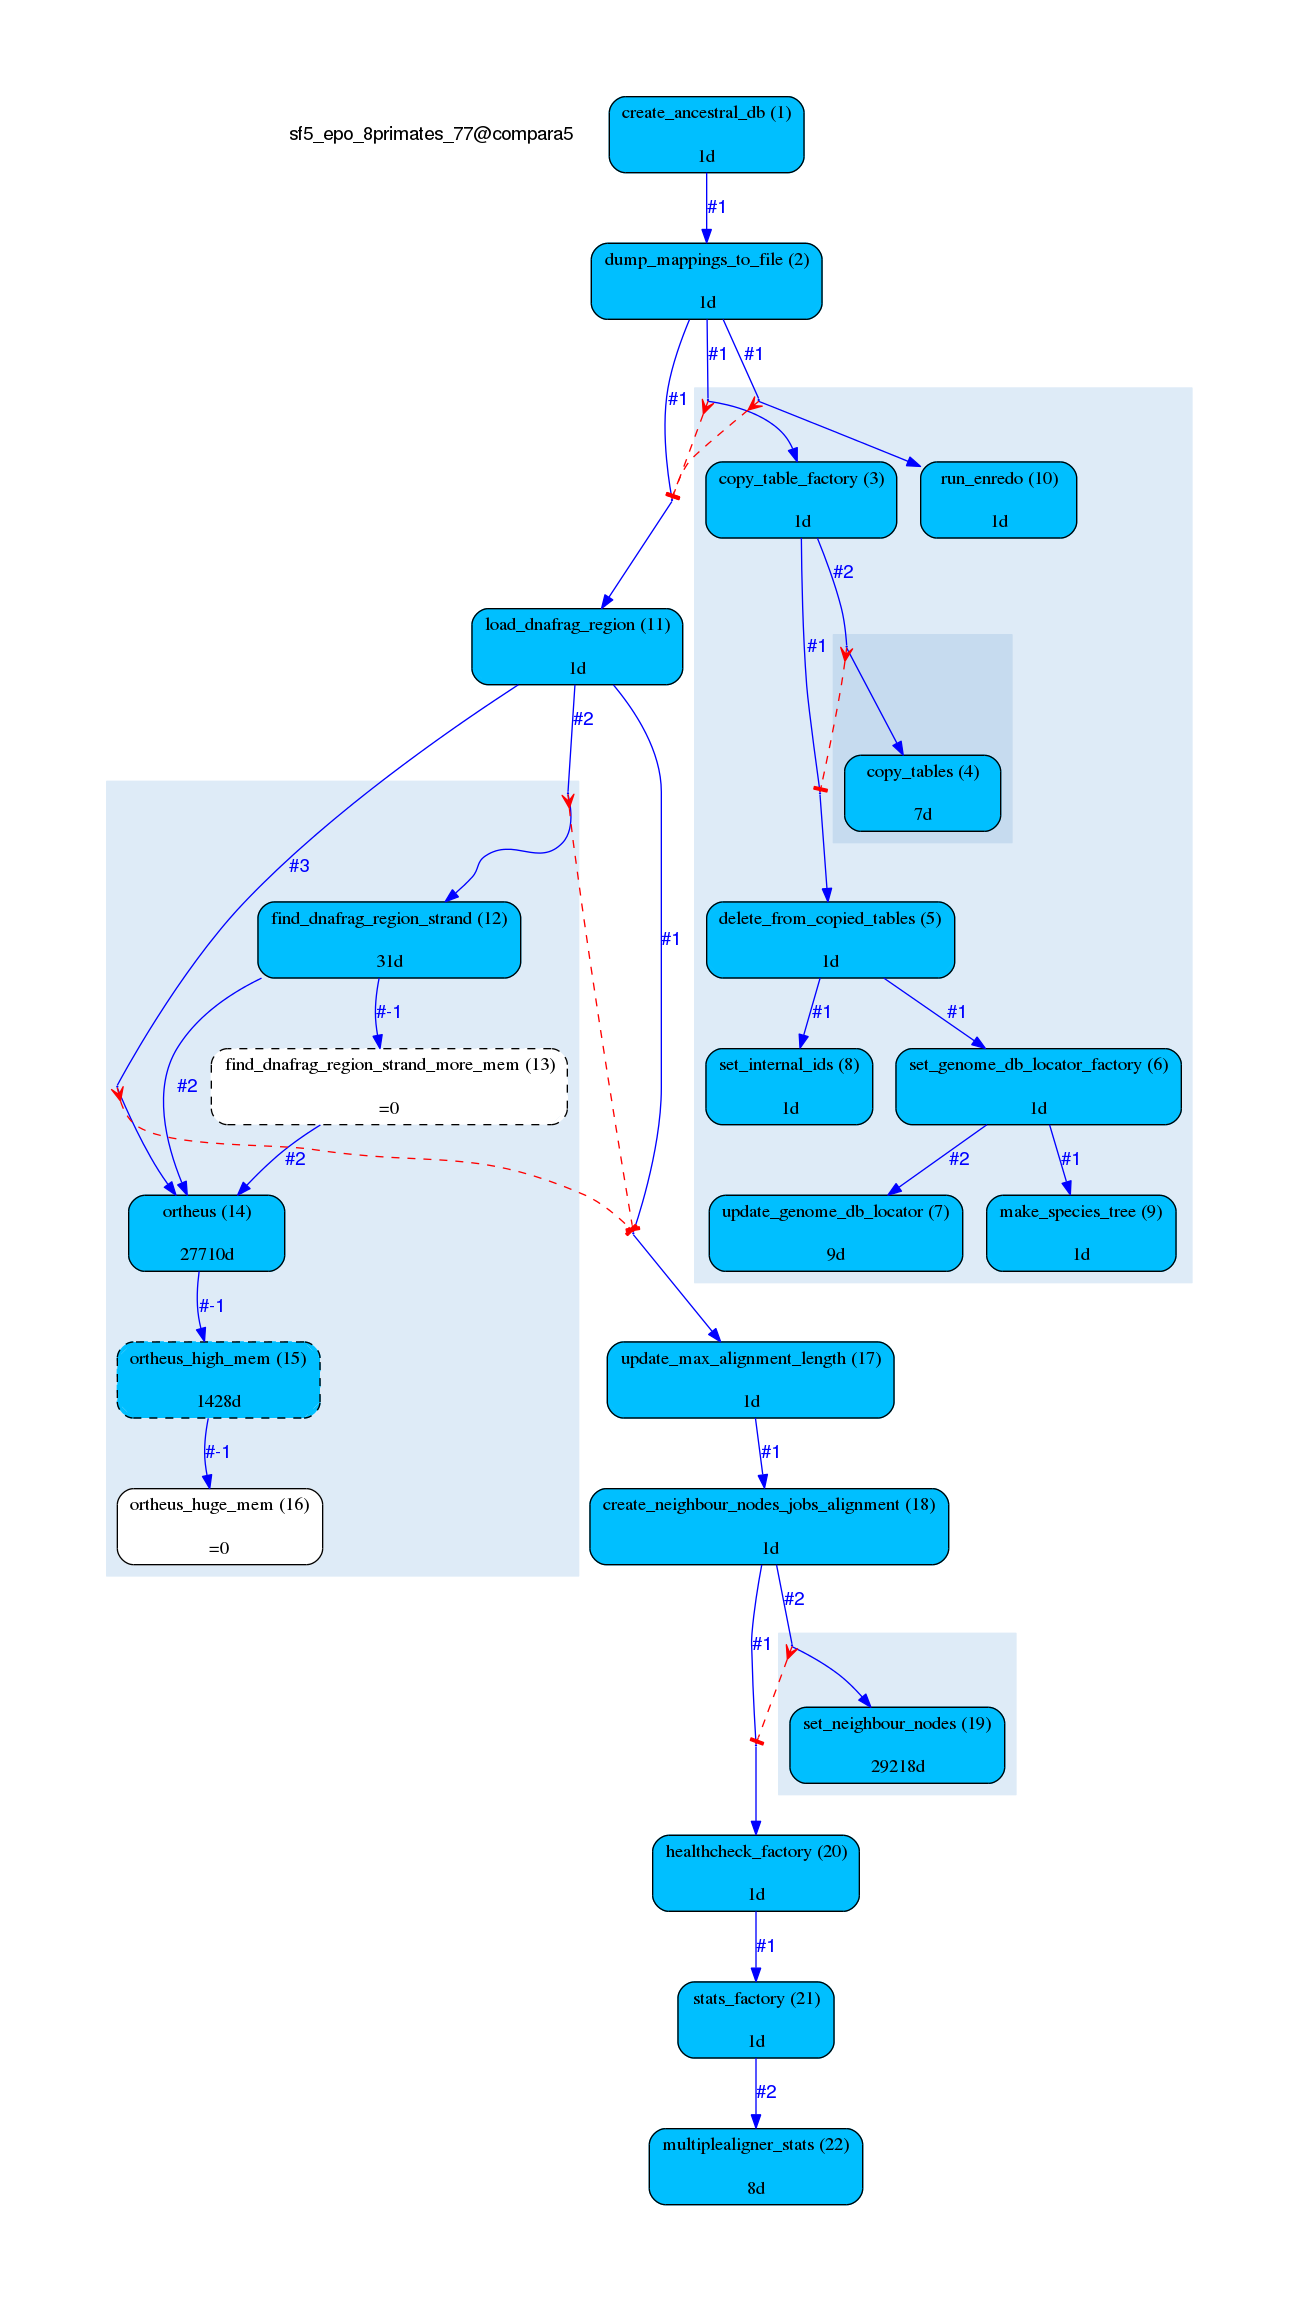 create_ancestral_db (1)
sf5_epo_8primates_77@compara5
1d
#1
dump_mappings_to_file (2)
1d
#1
#1
#1
copy_table_factory (3)
1d
run_enredo (10)
1d
#2
load_dnafrag_region (11)
1d
#1
#2
copy_tables (4)
7d
#3
find_dnafrag_region_strand (12)
31d
#1
delete_from_copied_tables (5)
1d
#-1
#1
#1
find_dnafrag_region_strand_more_mem (13)
=0
set_internal_ids (8)
1d
set_genome_db_locator_factory (6)
1d
#2
#2
#2
#1
ortheus (14)
27710d
update_genome_db_locator (7)
9d
make_species_tree (9)
1d
#-1
ortheus_high_mem (15)
1428d
update_max_alignment_length (17)
1d
#-1
#1
ortheus_huge_mem (16)
=0
create_neighbour_nodes_jobs_alignment (18)
1d
#2
#1
set_neighbour_nodes (19)
29218d
healthcheck_factory (20)
1d
#1
stats_factory (21)
1d
#2
multiplealigner_stats (22)
8d